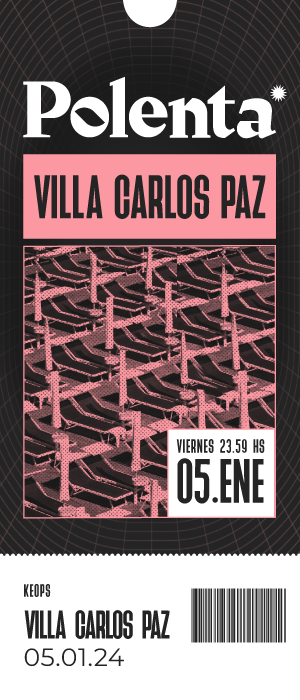 Polenta
VILLA CARLOS PAZ
VIERNES 23.59 HS
05.ENE
KEOPS
VILLA CARLOS PAZ
05.01.24